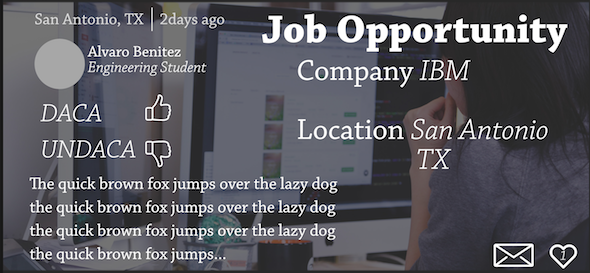 San Antonio, TX | 2days ago
Job Opportunity
Alvaro Benitez
Engineering Student
Company IBM
DACA
UNDACA
Location San Antonio
TX
The quick brown fox jumps over the lazy dog
the quick brown fox jumps over the lazy dog
the quick brown fox jumps over the lazy dog
the quick brown fox jumps...
1